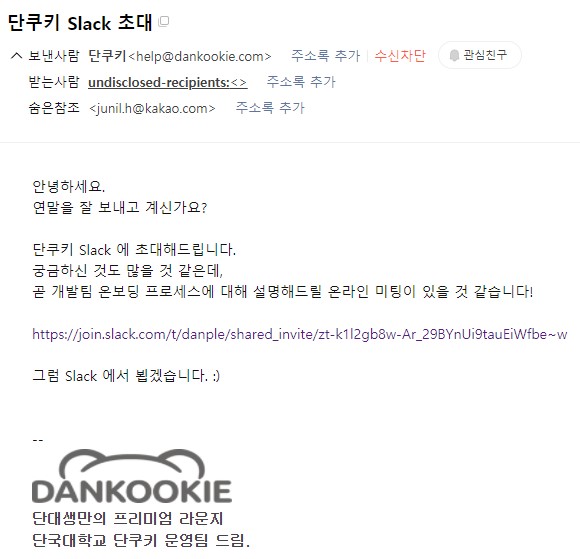 단쿠키 Slack 초대
보낸사람 단쿠키<help@dankookie.com> 주소록 추가 수신차단 관심친구
받는사람 undisclosed-recipients:<> 주소록 추가
숨은참조 <junil.h@kakao.com> 주소록 추가
안녕하세요.
연말을 잘 보내고 계신가요?
단쿠키 Slack 에 초대해드립니다.
궁금하신 것도 많을 것 같은데,
곧 개발팀 온보딩 프로세스에 대해 설명해드릴 온라인 미팅이 있을 것 같습니다!
https://join.slack.com/t/danple/shared_invite/zt-k1l2gb8w-Ar_29BYnUi9tauEiWfbe~w
그럼 Slack 에서 뵙겠습니다. :)
--
DANKOOKIE
단대생만의 프리미엄 라운지
단국대학교 단쿠키 운영팀 드림.